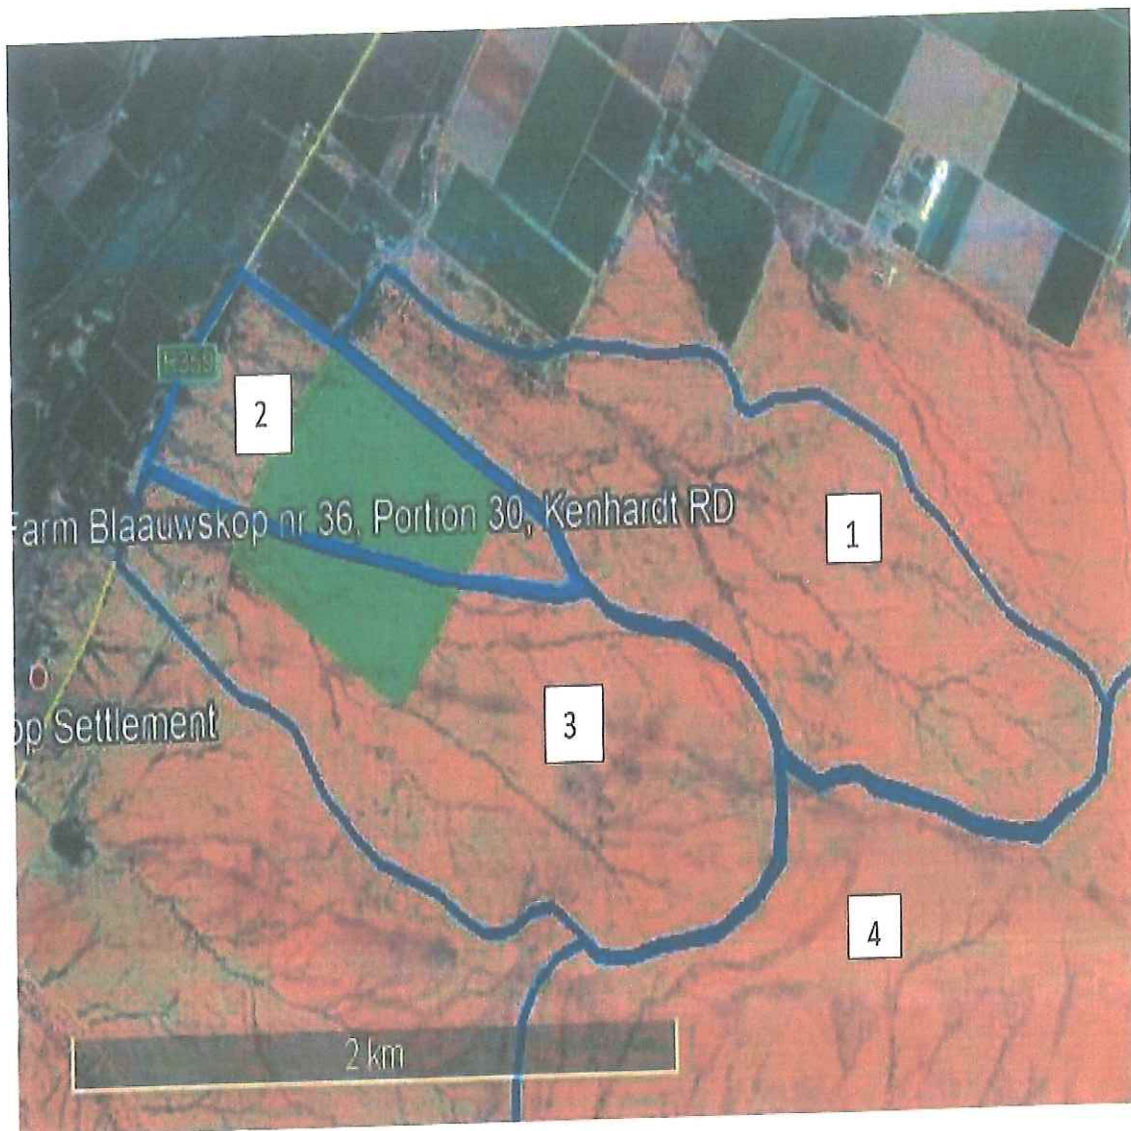 R359
2
Farm Blaauwskop nr 36, Portion 30, Kenhardt RD
1
3
op Settlement
4
2 km